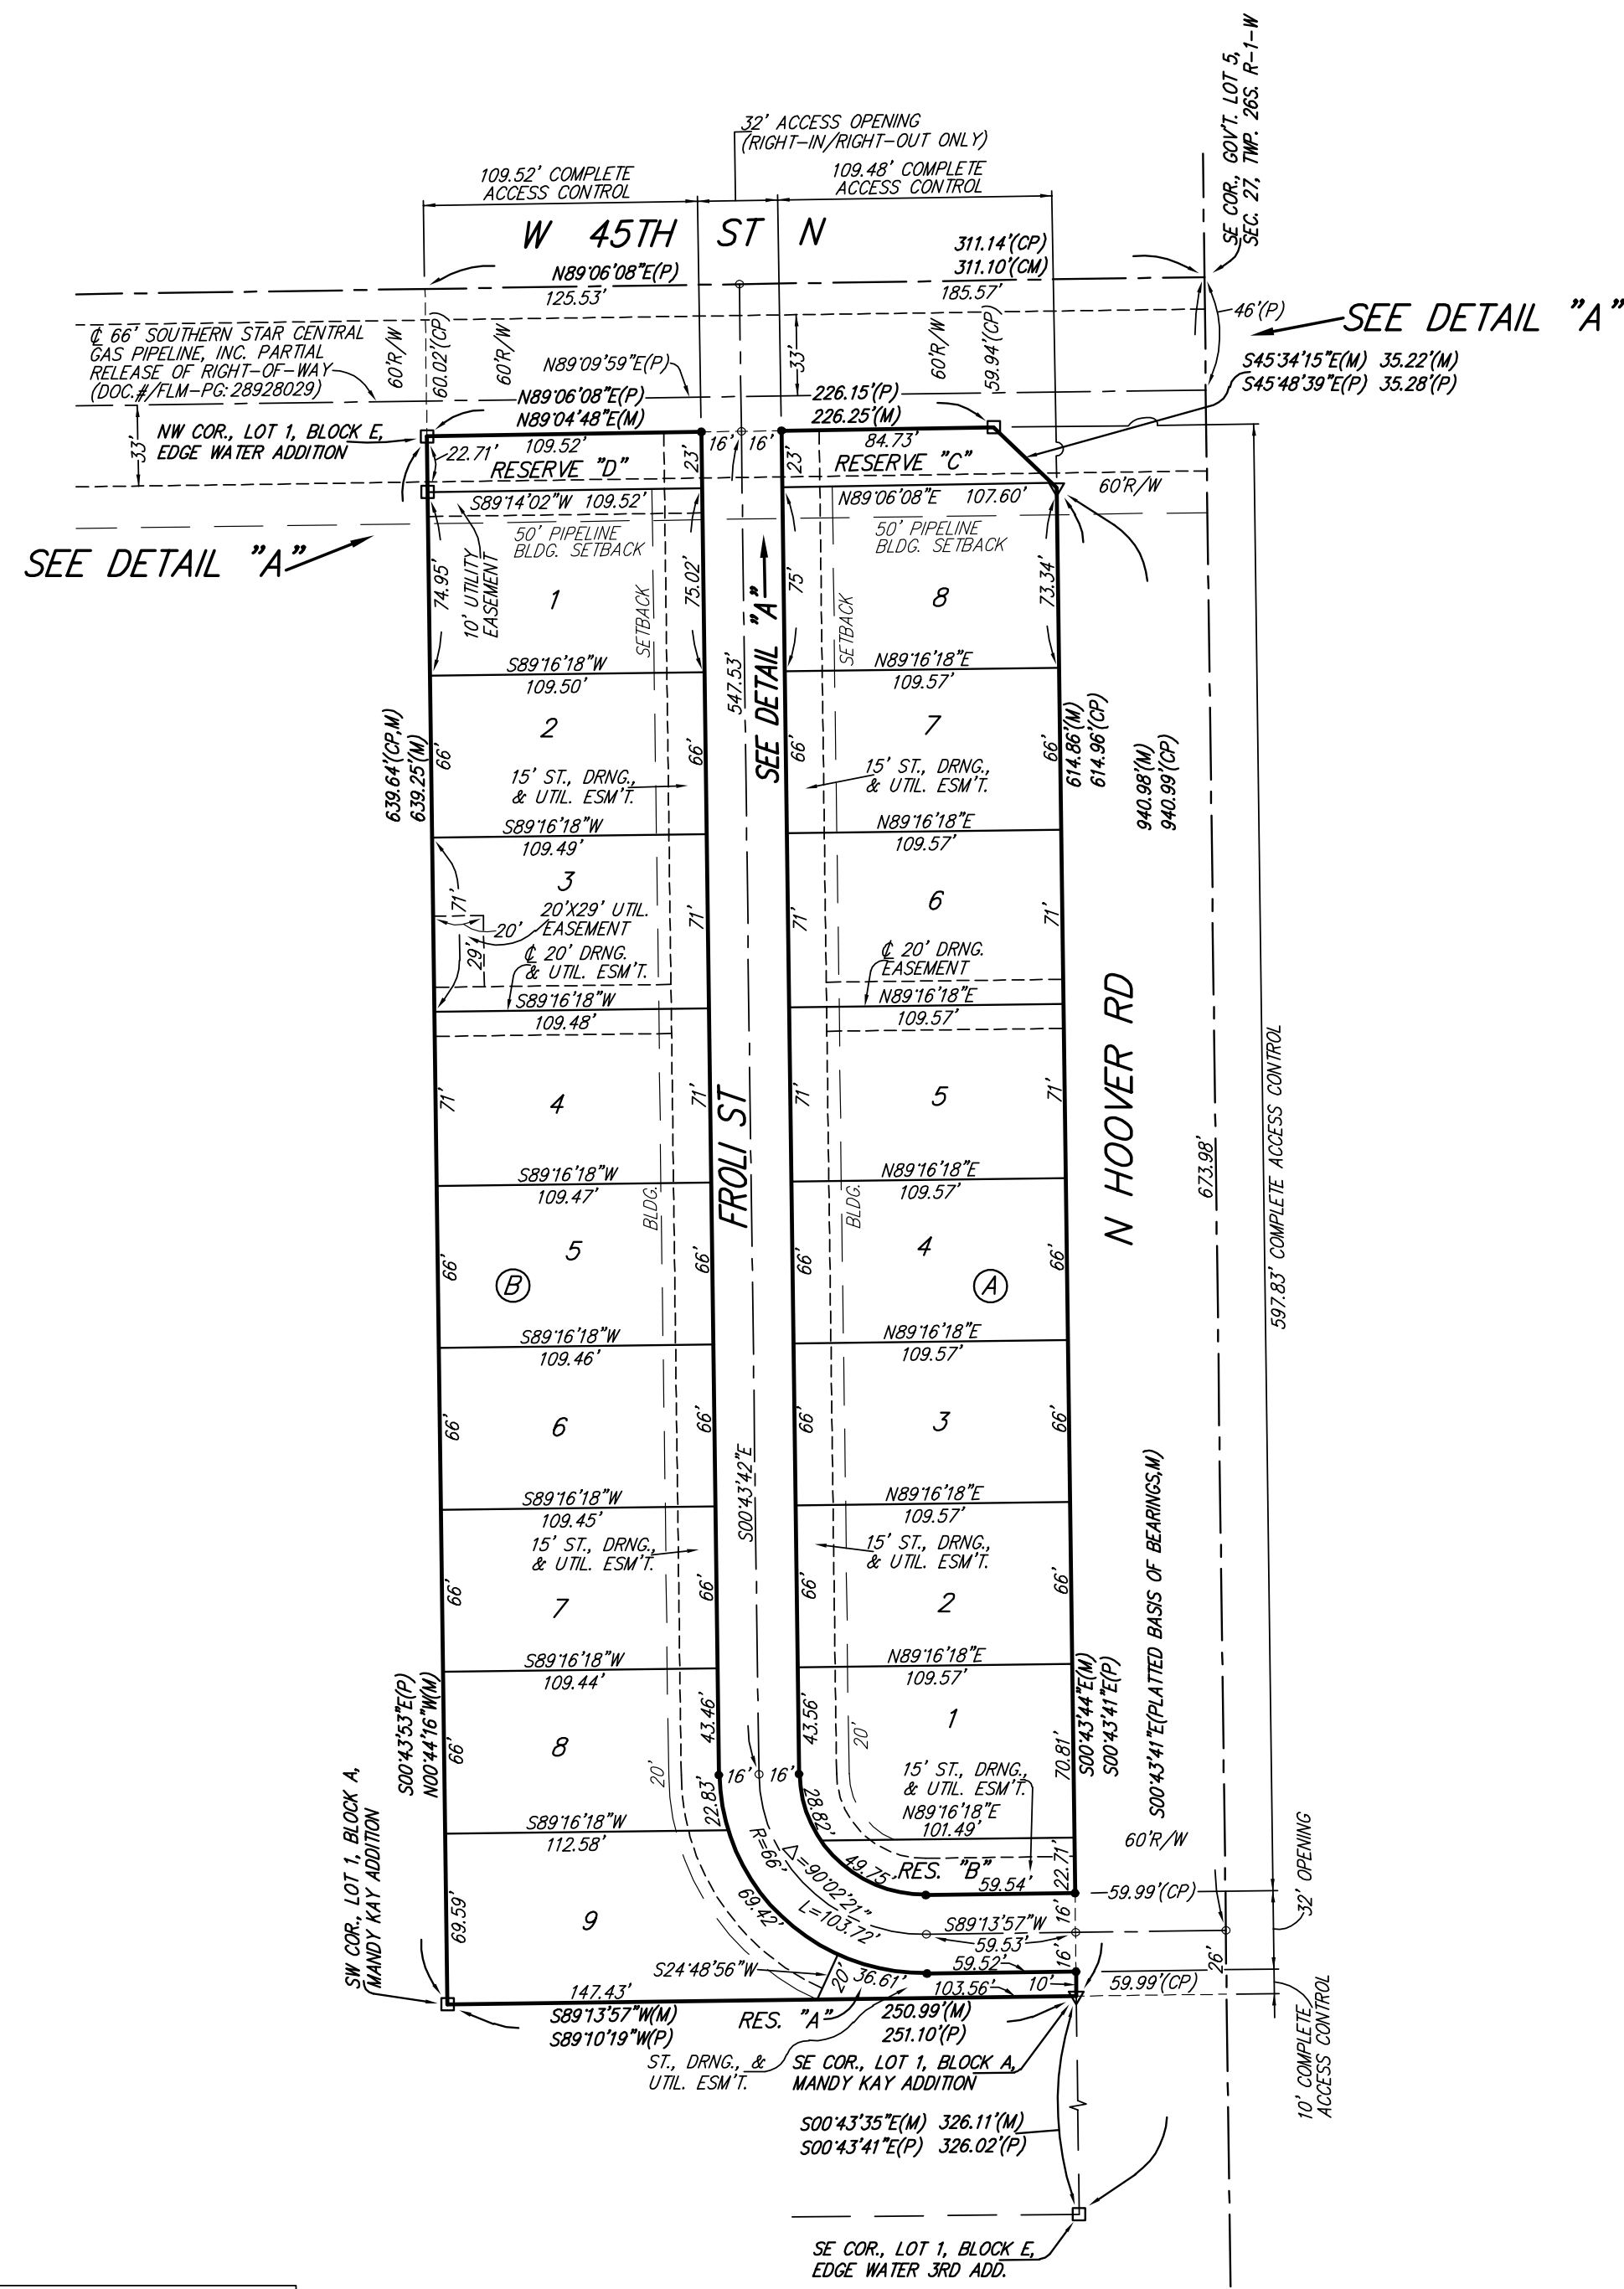 SE COR., GOV'T. LOT 5,
SEC. 27, TWP. 26S. R-1-W
32' ACCESS OPENING
(RIGHT-IN/RIGHT-OUT ONLY)
109.52' COMPLETE
ACCESS CONTROL
109.48' COMPLETE
ACCESS CONTROL
W 45TH ST N
311.14'(CP)
311.10'(CM)
N89°06'08"E(P)
125.53'
185.57'
46'(P)
SEE DETAIL "A"
℄ 66' SOUTHERN STAR CENTRAL
GAS PIPELINE, INC. PARTIAL
RELEASE OF RIGHT-OF-WAY
(DOC.#/FLM-PG: 28928029)
60'R/W
60.02'(CP)
60'R/W
N89°09'59"E(P)
33'
60'R/W
59.94'(CP)
S45°34'15"E(M) 35.22'(M)
S45°48'39"E(P) 35.28'(P)
N89°06'08"E(P)
N89°04'48"E(M)
226.15'(P)
226.25'(M)
33'
NW COR., LOT 1, BLOCK E,
EDGE WATER ADDITION
109.52'
16' 16'
84.73'
22.71'
RESERVE "D"
23'
23'
RESERVE "C"
S89°14'02"W 109.52'
N89°06'08"E 107.60'
60'R/W
SEE DETAIL "A"
50' PIPELINE
BLDG. SETBACK
50' PIPELINE
BLDG. SETBACK
74.95'
10' UTILITY
EASEMENT
1
SETBACK
75.02'
SEE DETAIL "A"
75'
SETBACK
8
73.34'
S89°16'18"W
109.50'
N89°16'18"E
109.57'
547.53'
639.64'(CP,M)
639.25'(M)
66'
2
66'
66'
7
66'
614.86'(M)
614.96'(CP)
940.98'(M)
940.99'(CP)
15' ST., DRNG.,
& UTIL. ESM'T.
15' ST., DRNG.,
& UTIL. ESM'T.
S89°16'18"W
109.49'
N89°16'18"E
109.57'
3
71'
20'X29' UTIL.
EASEMENT
20'
29'
71'
71'
6
71'
℄ 20' DRNG.
& UTIL. ESM'T.
℄ 20' DRNG.
EASEMENT
S89°16'18"W
109.48'
N89°16'18"E
109.57'
71'
4
71'
FROLI ST
71'
5
71'
N HOOVER RD
673.98'
597.83' COMPLETE ACCESS CONTROL
S89°16'18"W
109.47'
N89°16'18"E
109.57'
BLDG.
BLDG.
66'
5
66'
66'
4
66'
B
A
S89°16'18"W
109.46'
N89°16'18"E
109.57'
66'
6
66'
66'
3
66'
S00°43'42"E
S89°16'18"W
109.45'
N89°16'18"E
109.57'
15' ST., DRNG.,
& UTIL. ESM'T.
15' ST., DRNG.,
& UTIL. ESM'T.
66'
7
66'
66'
2
66'
S00°43'41"E(PLATTED BASIS OF BEARINGS,M)
S89°16'18"W
109.44'
N89°16'18"E
109.57'
S00°43'53"E(P)
N00°44'16"W(M)
66'
8
20'
43.46'
43.56'
20'
1
70.81'
S00°43'44"E(M)
S00°43'41"E(P)
16' 16'
15' ST., DRNG.,
& UTIL. ESM'T.
22.83'
28.82'
N89°16'18"E
101.49'
S89°16'18"W
112.58'
60'R/W
R=66'
△=90°02'21"
L=103.72'
49.75'
RES. "B"
59.54'
22.71'
59.99'(CP)
32' OPENING
SW COR., LOT 1, BLOCK A,
MANDY KAY ADDITION
69.59'
9
69.42'
S89°13'57"W
59.53'
16'
16'
26'
S24°48'56"W
20'
36.61'
59.52'
103.56'
10'
59.99'(CP)
10' COMPLETE
ACCESS CONTROL
147.43'
S89°13'57"W(M)
S89°10'19"W(P)
RES. "A"
250.99'(M)
251.10'(P)
ST., DRNG., &
UTIL. ESM'T.
SE COR., LOT 1, BLOCK A,
MANDY KAY ADDITION
S00°43'35"E(M) 326.11'(M)
S00°43'41"E(P) 326.02'(P)
SE COR., LOT 1, BLOCK E,
EDGE WATER 3RD ADD.